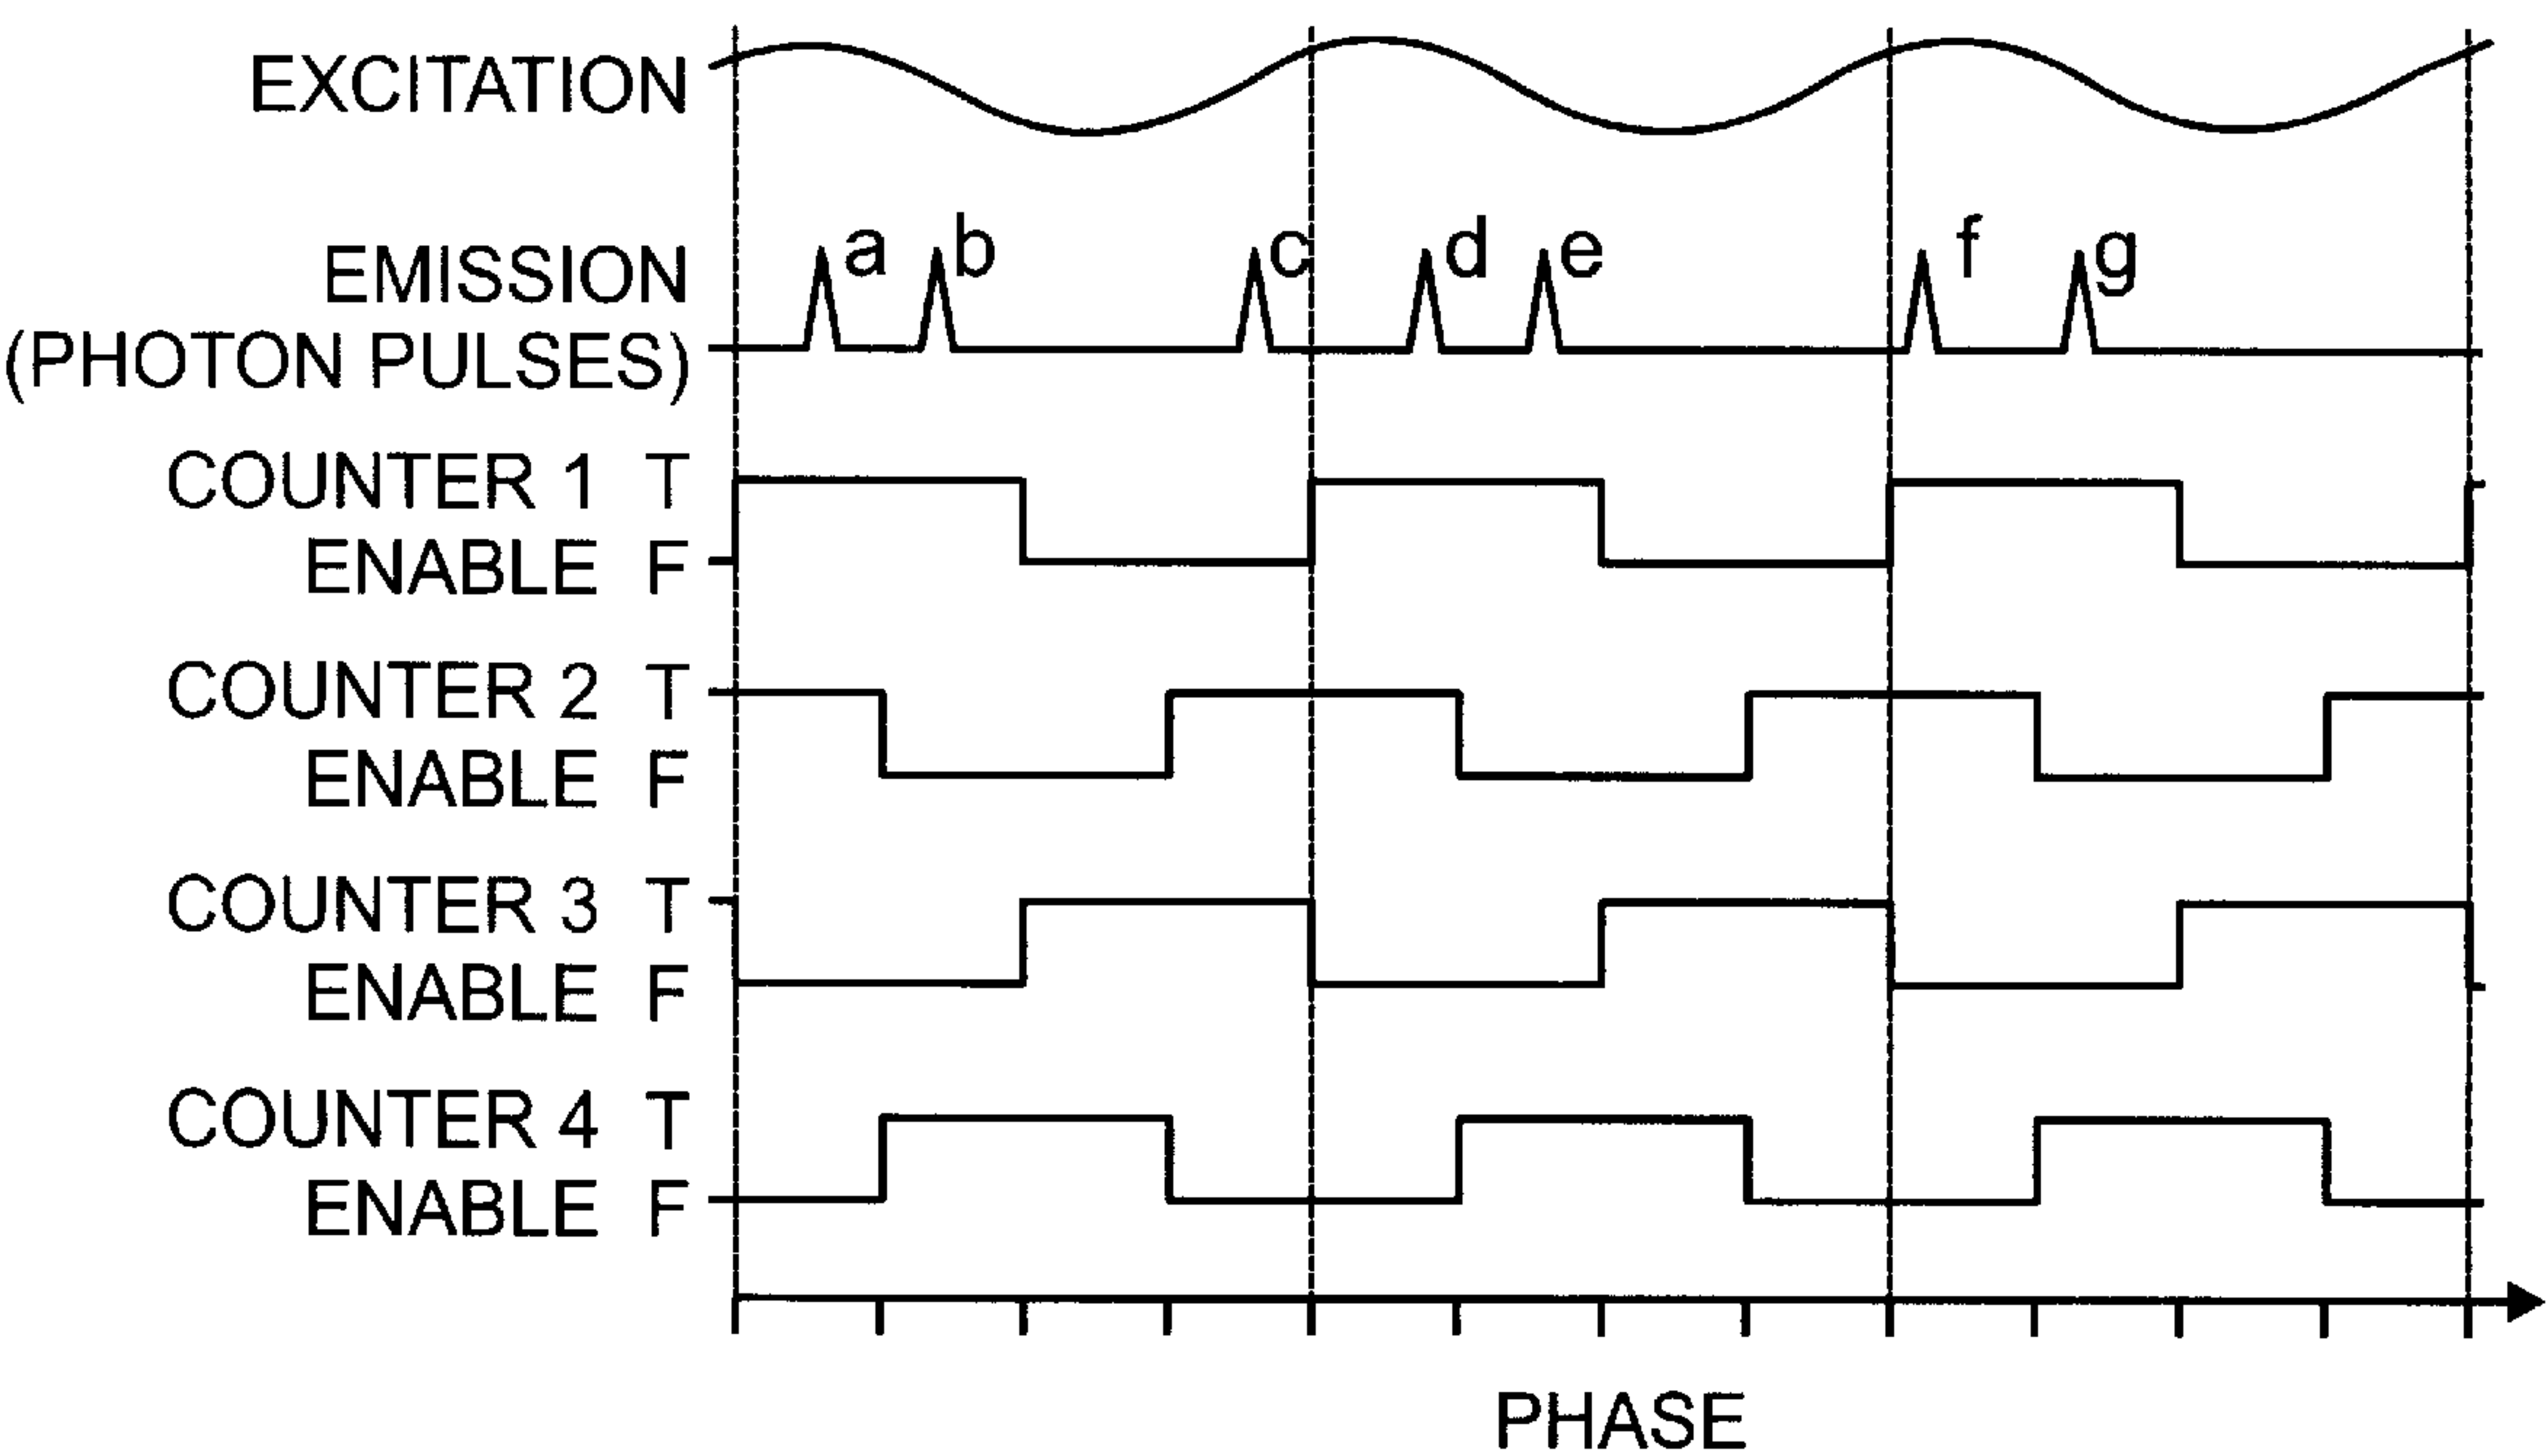 EXCITATION
a b c d e f g
EMISSION
(PHOTON PULSES)
COUNTER 1 T
ENABLE F
COUNTER 2 T
ENABLE F
COUNTER 3 T
ENABLE F
COUNTER 4 T
ENABLE F
PHASE